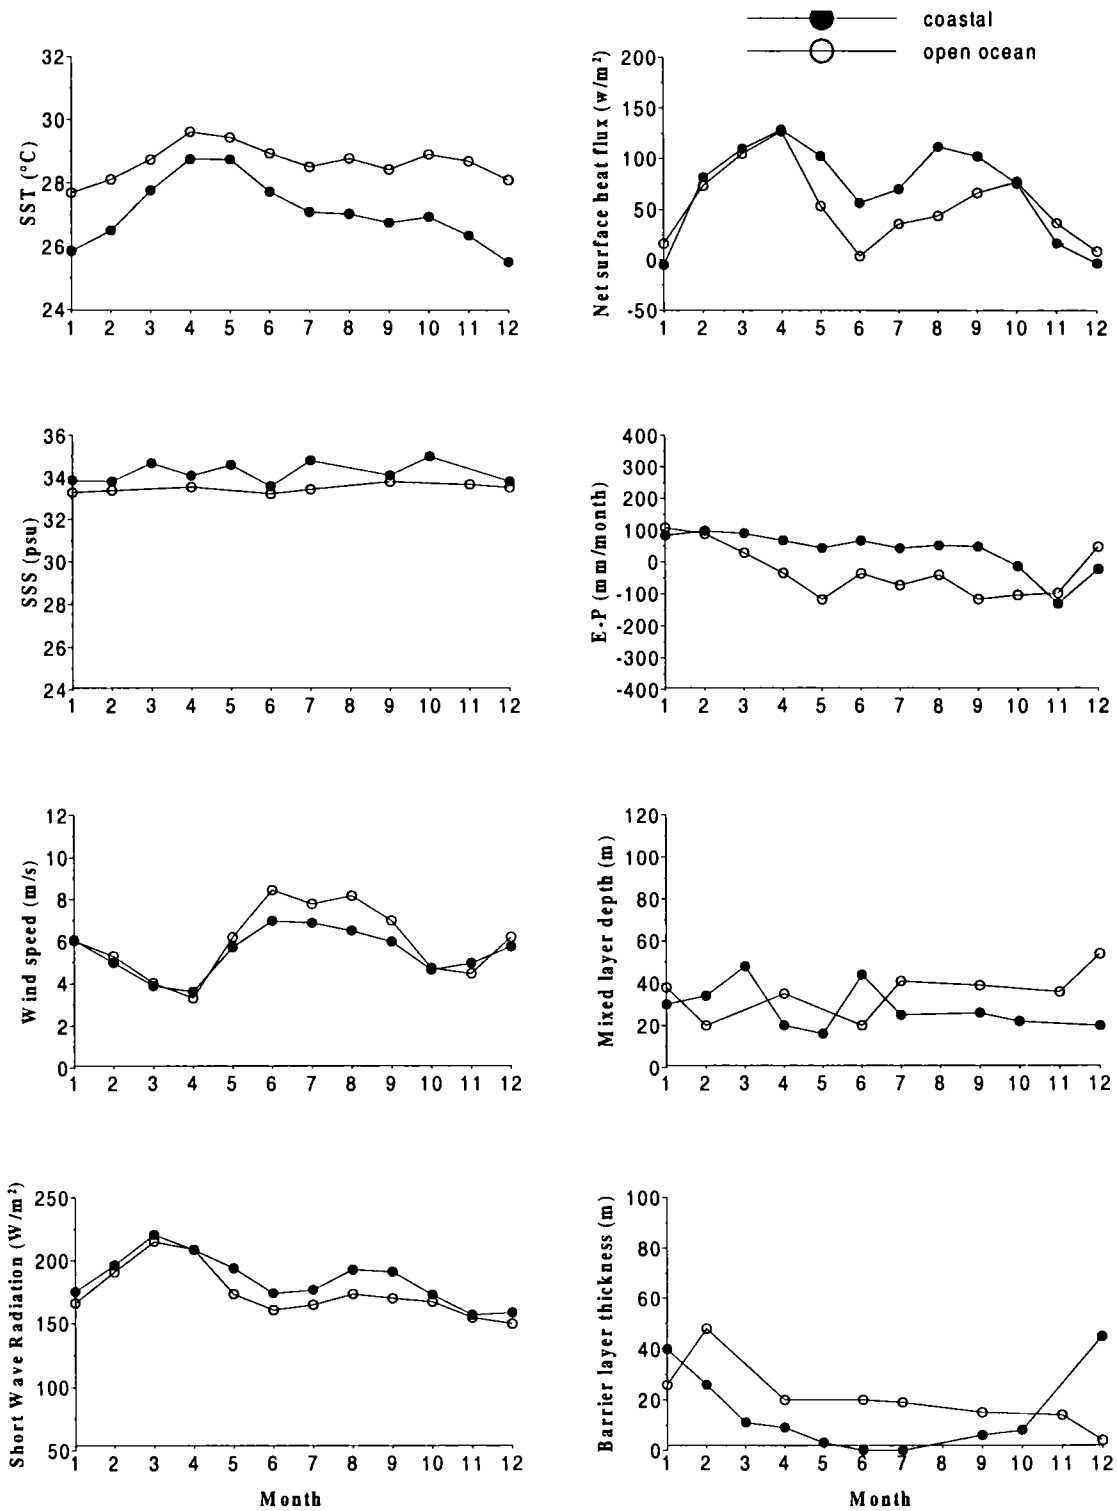 coastal
open ocean
SST (°C)
32
30
28
26
24
1 2 3 4 5 6 7 8 9 10 11 12
Net surface heat flux (w/m²)
200
150
100
50
0
-50
1 2 3 4 5 6 7 8 9 10 11 12
SSS (psu)
36
34
32
30
28
26
24
1 2 3 4 5 6 7 8 9 10 11 12
E-P (mm/month)
400
300
200
100
0
-100
-200
-300
-400
1 2 3 4 5 6 7 8 9 10 11 12
Wind speed (m/s)
12
10
8
6
4
2
0
1 2 3 4 5 6 7 8 9 10 11 12
Mixed layer depth (m)
120
100
80
60
40
20
0
1 2 3 4 5 6 7 8 9 10 11 12
Short Wave Radiation (W/m²)
250
200
150
100
50
1 2 3 4 5 6 7 8 9 10 11 12
Month
Barrier layer thickness (m)
100
80
60
40
20
0
1 2 3 4 5 6 7 8 9 10 11 12
Month